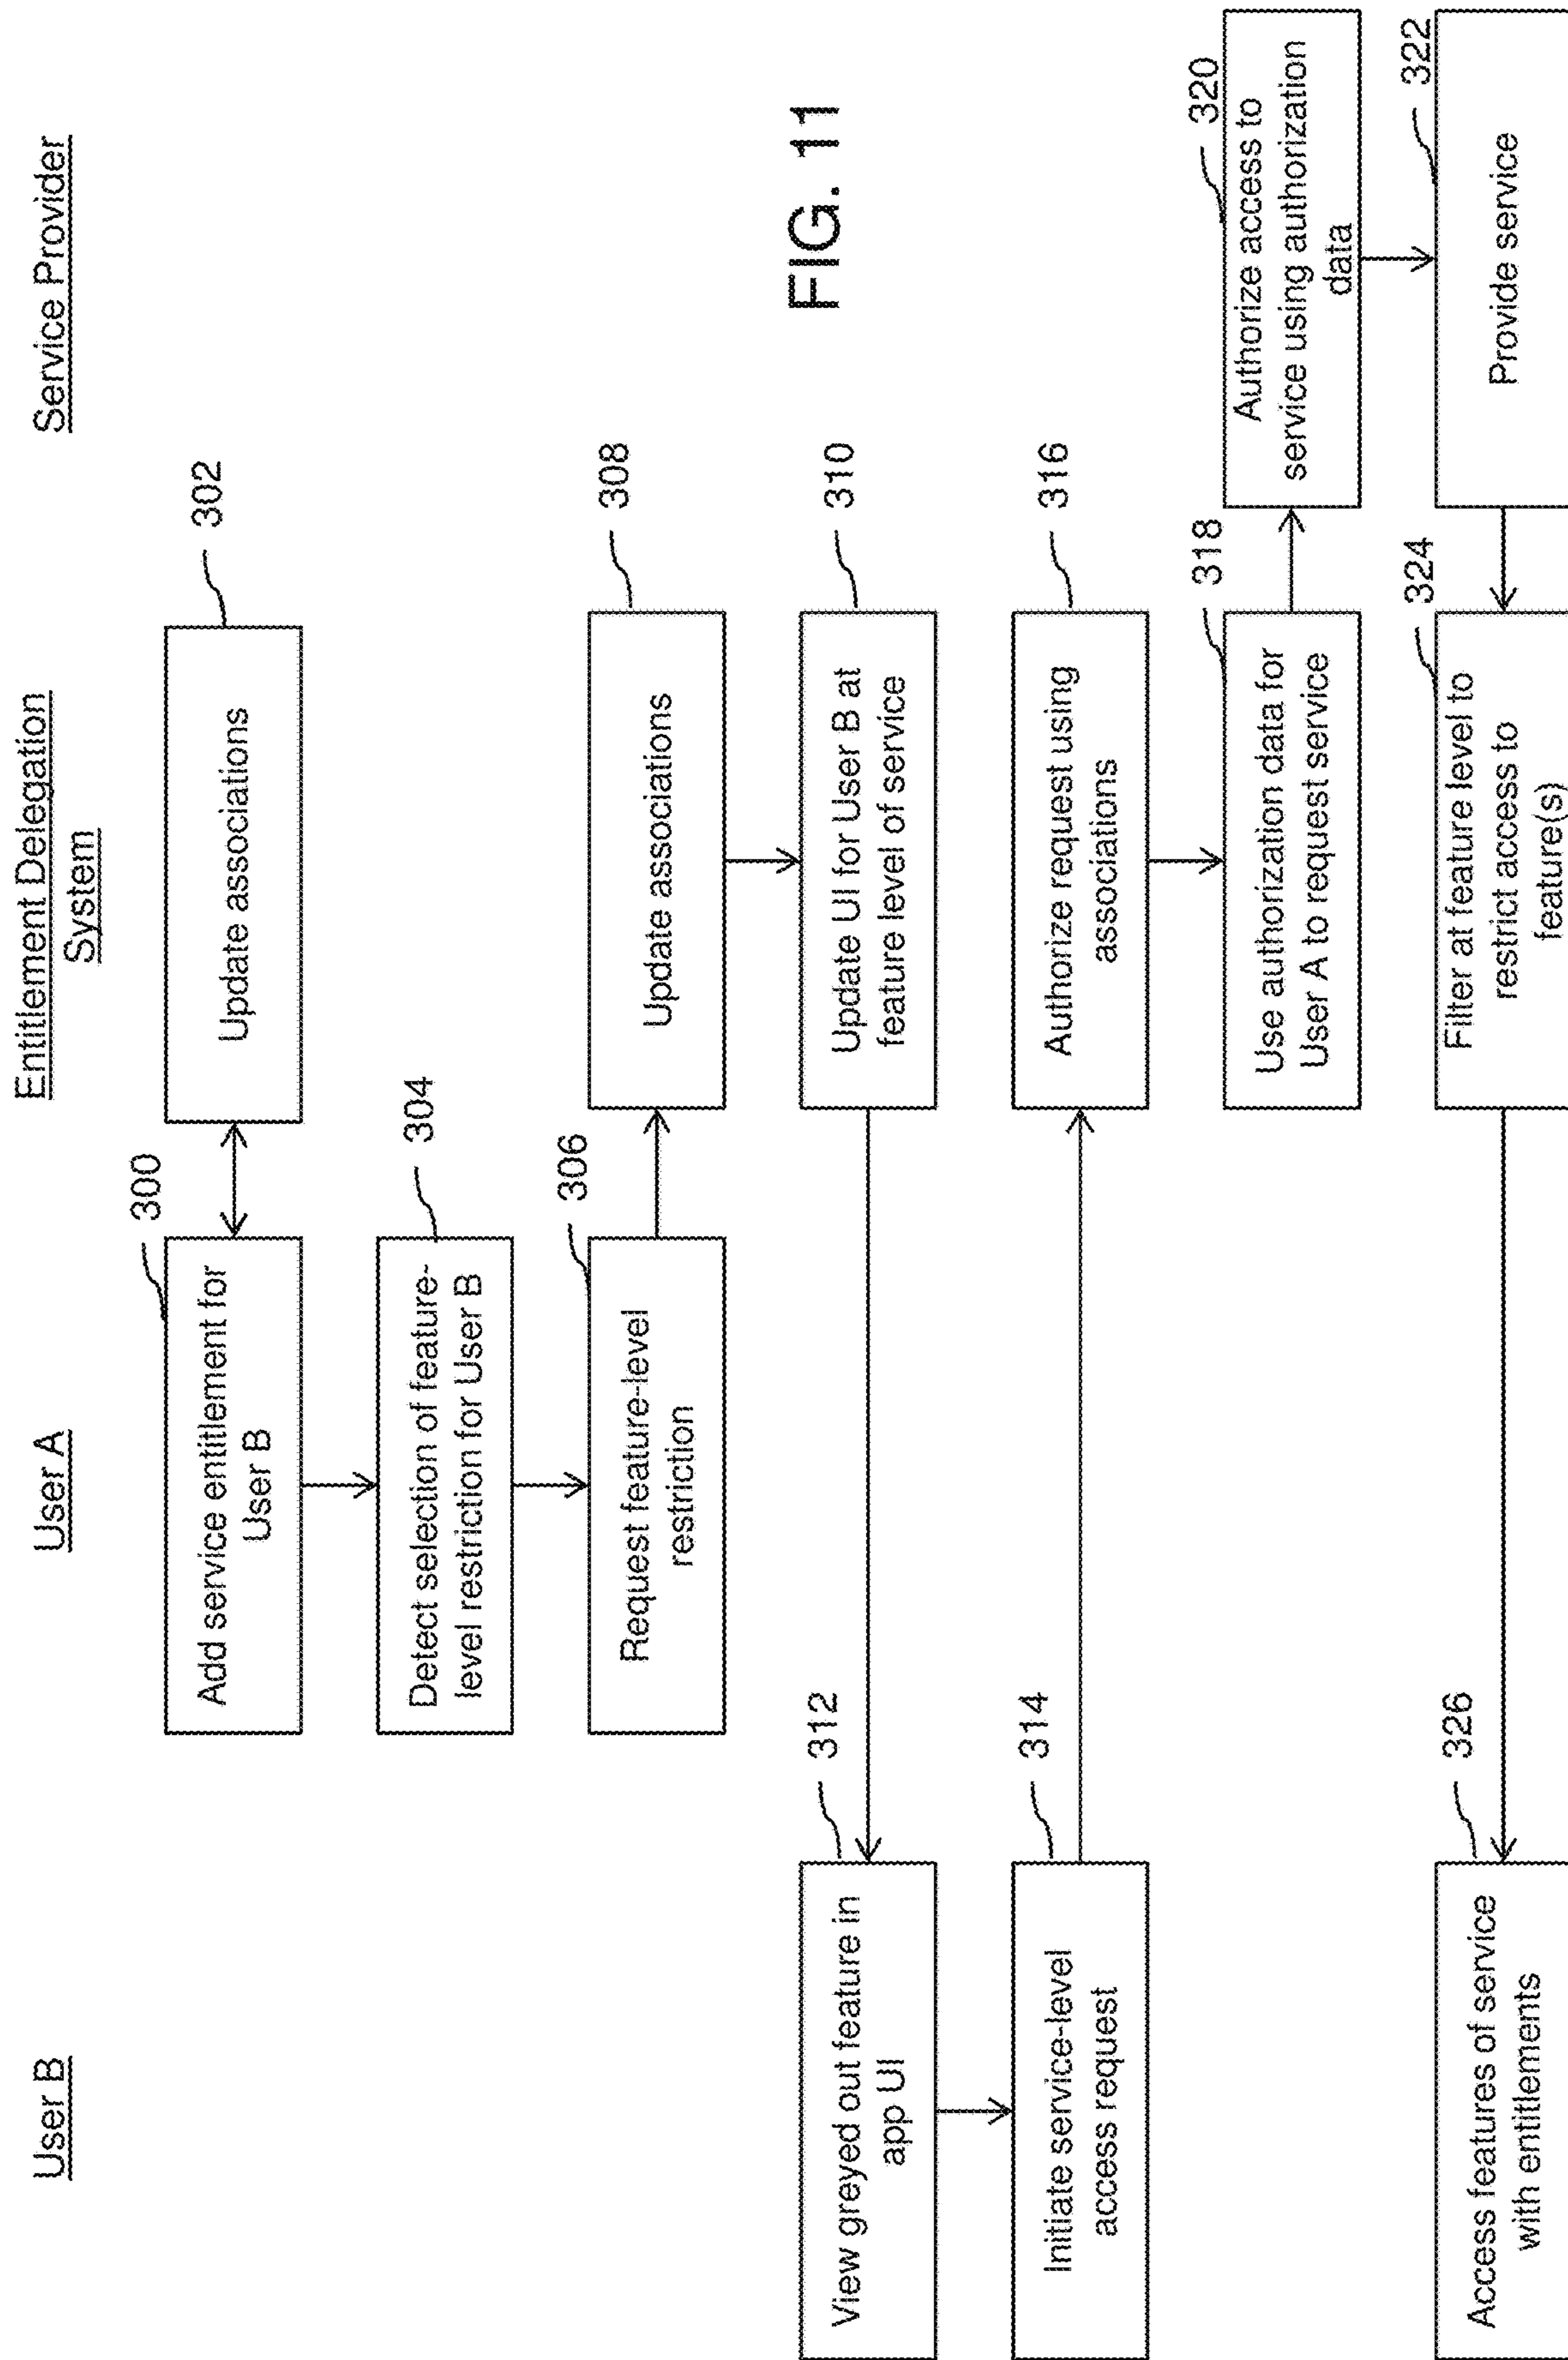 User B
User A
Entitlement Delegation
System
Service Provider
300
Add service entitlement for
User B
302
Update associations
304
Detect selection of feature-
level restriction for User B
306
Request feature-level
restriction
308
Update associations
312
View greyed out feature in
app UI
310
Update UI for User B at
feature level of service
FIG. 11
314
Initiate service-level
access request
316
Authorize request using
associations
318
Use authorization data for
User A to request service
320
Authorize access to
service using authorization
data
326
Access features of service
with entitlements
324
Filter at feature level to
restrict access to
feature(s)
322
Provide service